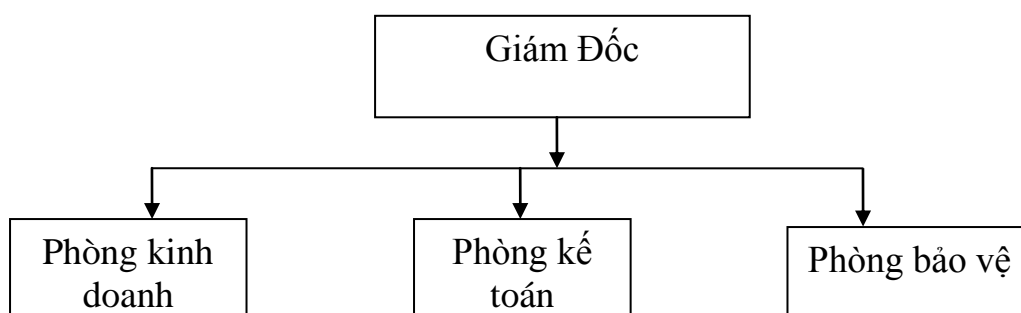 Giám Đốc
Phòng kinh
doanh
Phòng kế
toán
Phòng bảo vệ